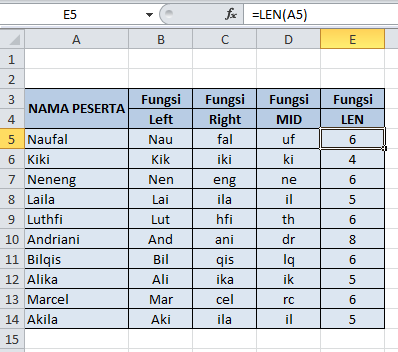 E5 fx =LEN(A5)
A B C D E
1
2
3 NAMA PESERTA Fungsi Fungsi Fungsi Fungsi
4 Left Right MID LEN
5 Naufal Nau fal uf 6
6 Kiki Kik iki ki 4
7 Neneng Nen eng ne 6
8 Laila Lai ila il 5
9 Luthfi Lut hfi th 6
10 Andriani And ani dr 8
11 Bilqis Bil qis lq 6
12 Alika Ali ika ik 5
13 Marcel Mar cel rc 6
14 Akila Aki ila il 5
15